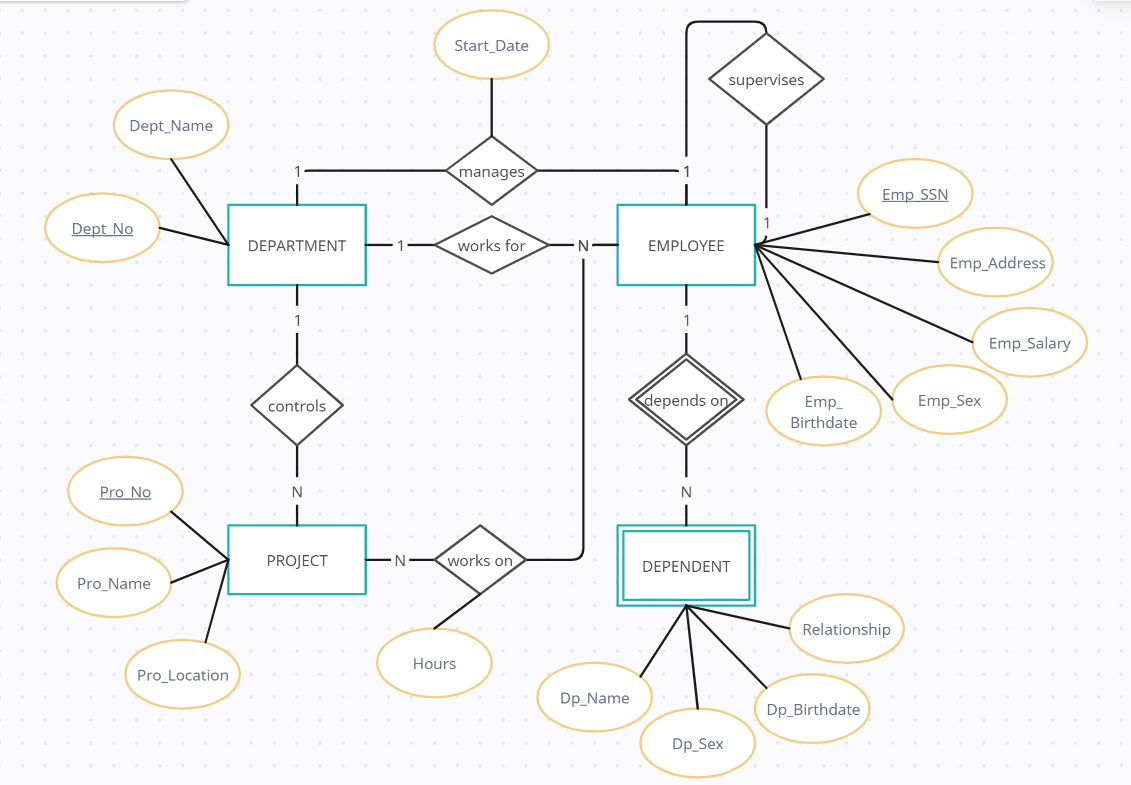 Start_Date
supervises
Dept_Name
1
manages
1
Emp_SSN
Dept_No
1
DEPARTMENT
1
works for
N
EMPLOYEE
Emp_Address
1
1
Emp_Salary
controls
depends on
Emp_
Birthdate
Emp_Sex
Pro_No
N
N
PROJECT
N
works on
DEPENDENT
Pro_Name
Relationship
Pro_Location
Hours
Dp_Name
Dp_Birthdate
Dp_Sex